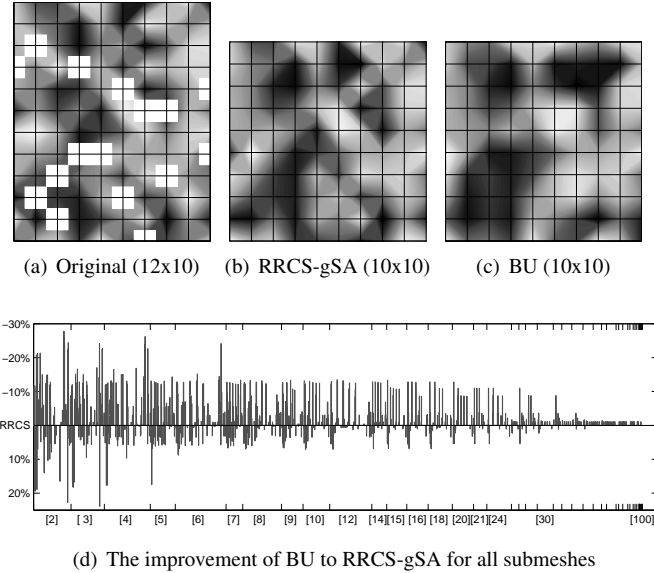 (a) Original (12x10)
(b) RRCS-gSA (10x10)
(c) BU (10x10)
−30%
−20%
−10%
RRCS
10%
20%
[2] [ 3] [4] [5] [6] [7] [8] [9] [10] [12] [14] [15] [16] [18] [20] [21] [24] [30] [100]
(d) The improvement of BU to RRCS-gSA for all submeshes